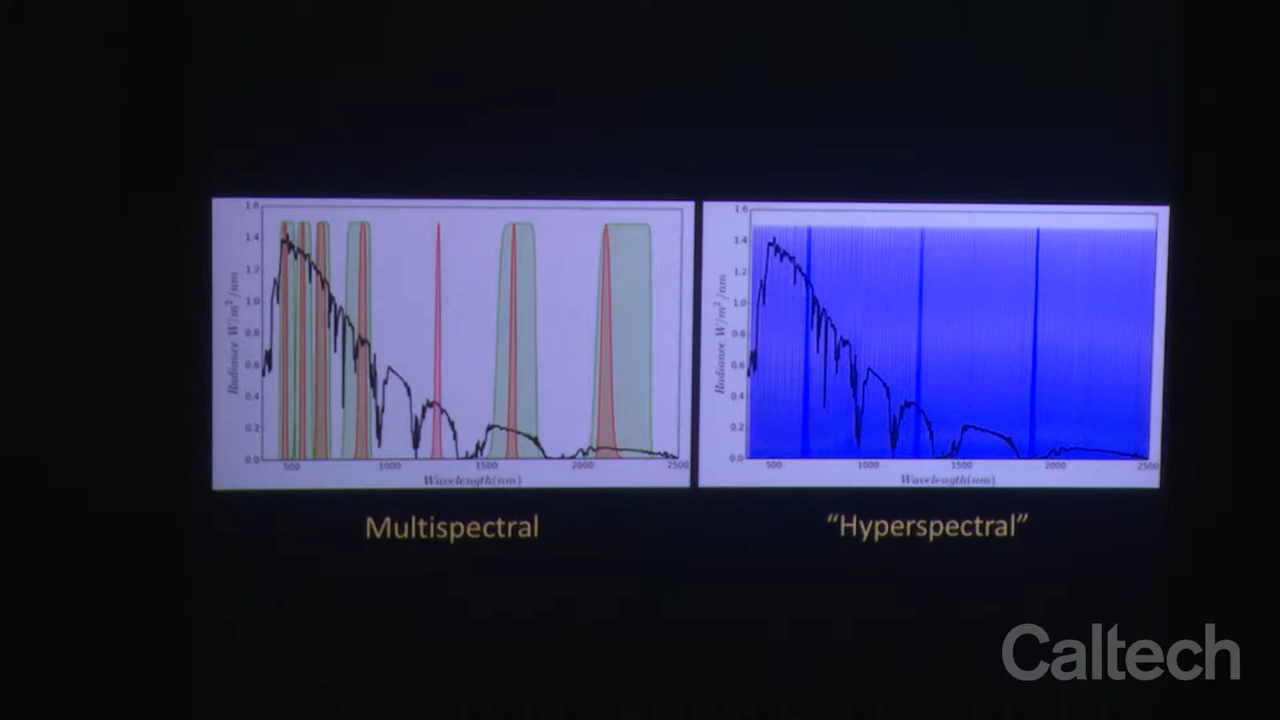 1.6
1.4
1.2
1.0
0.8
0.6
0.4
0.2
0.0
Radiance W/m²/nm
500 1000 1500 2000 2500
Wavelength(nm)
1.6
1.4
1.2
1.0
0.8
0.6
0.4
0.2
0.0
Radiance W/m²/nm
500 1000 1500 2000 2500
Wavelength(nm)
Multispectral
“Hyperspectral”
Caltech